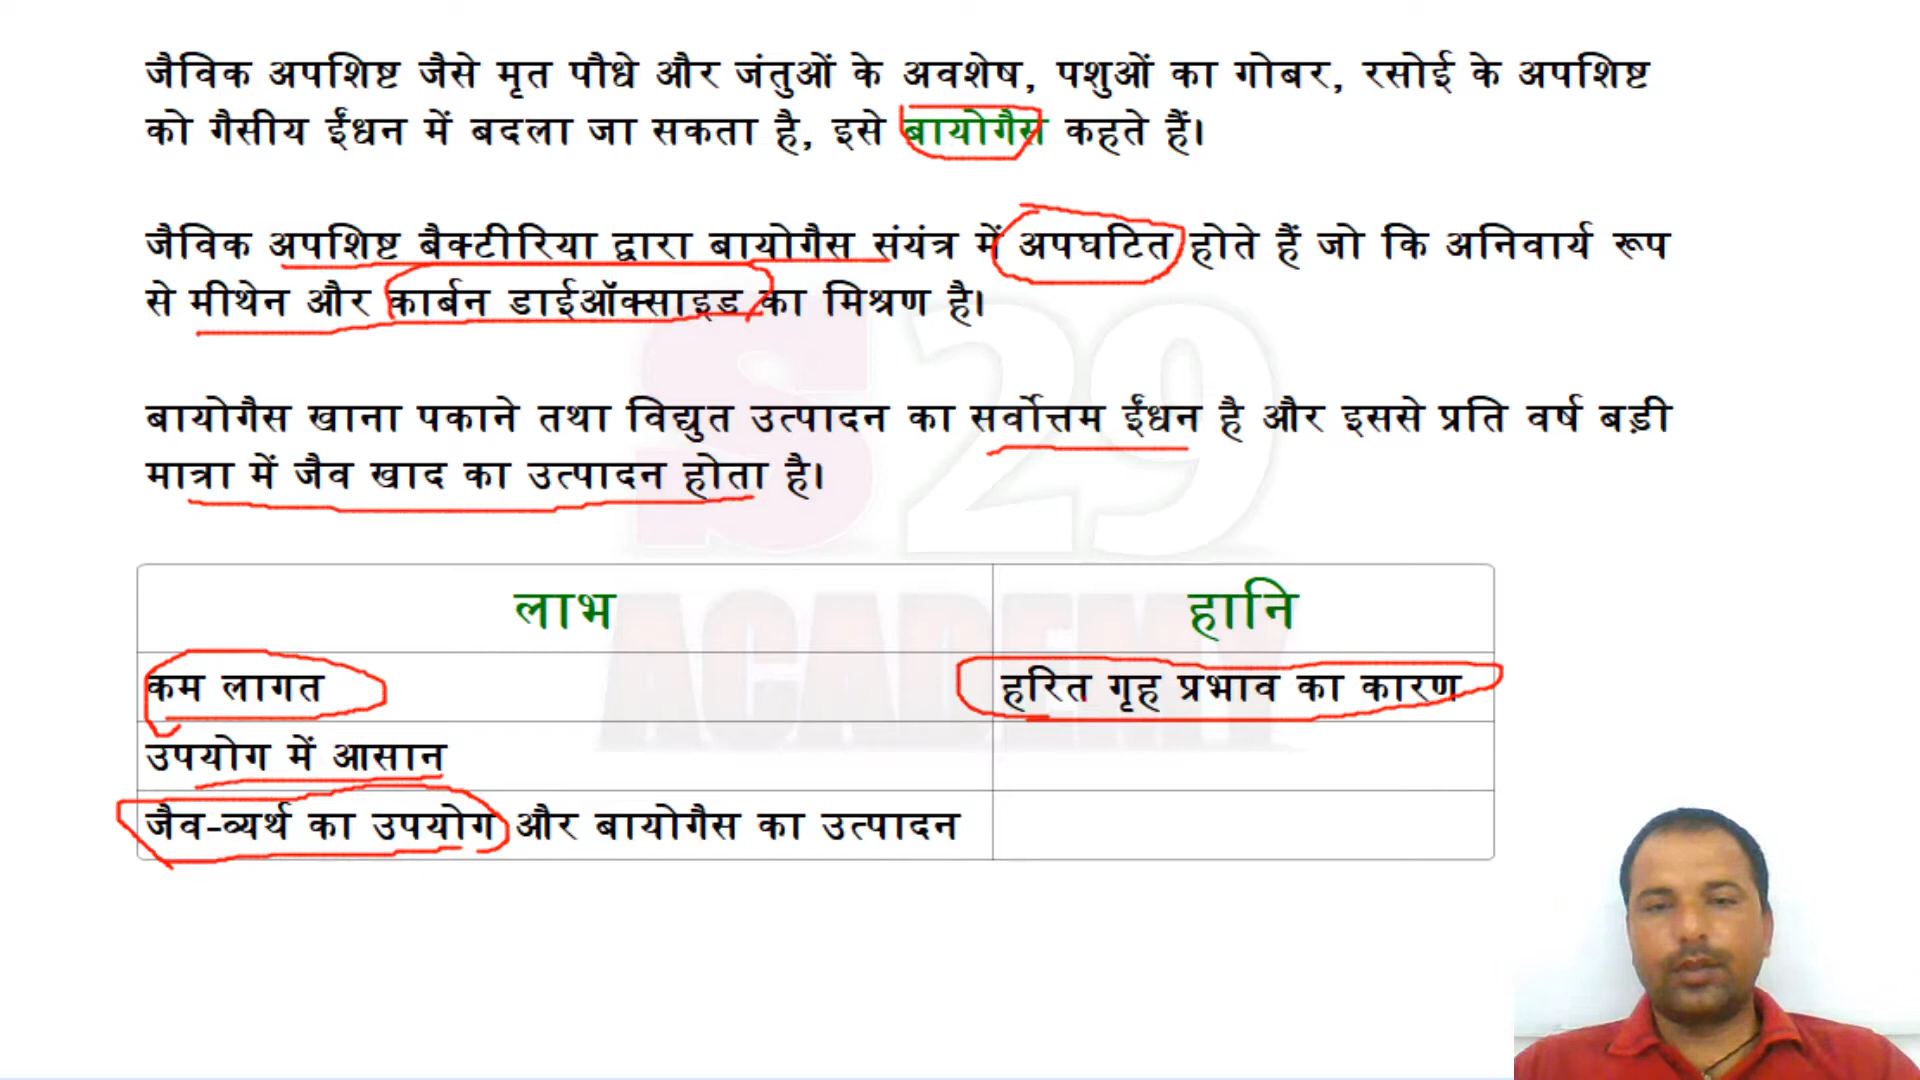 जैविक अपशिष्ट जैसे मृत पौधे और जंतुओं के अवशेष, पशुओं का गोबर, रसोई के अपशिष्ट
को गैसीय ईंधन में बदला जा सकता है, इसे बायोगैस कहते हैं।
जैविक अपशिष्ट बैक्टीरिया द्वारा बायोगैस संयंत्र में अपघटित होते हैं जो कि अनिवार्य रूप
से मीथेन और कार्बन डाईऑक्साइड का मिश्रण है।
बायोगैस खाना पकाने तथा विद्युत उत्पादन का सर्वोत्तम ईंधन है और इससे प्रति वर्ष बड़ी
मात्रा में जैव खाद का उत्पादन होता है।
S29
ACADEMY
लाभ हानि
कम लागत हरित गृह प्रभाव का कारण
उपयोग में आसान
जैव-व्यर्थ का उपयोग और बायोगैस का उत्पादन